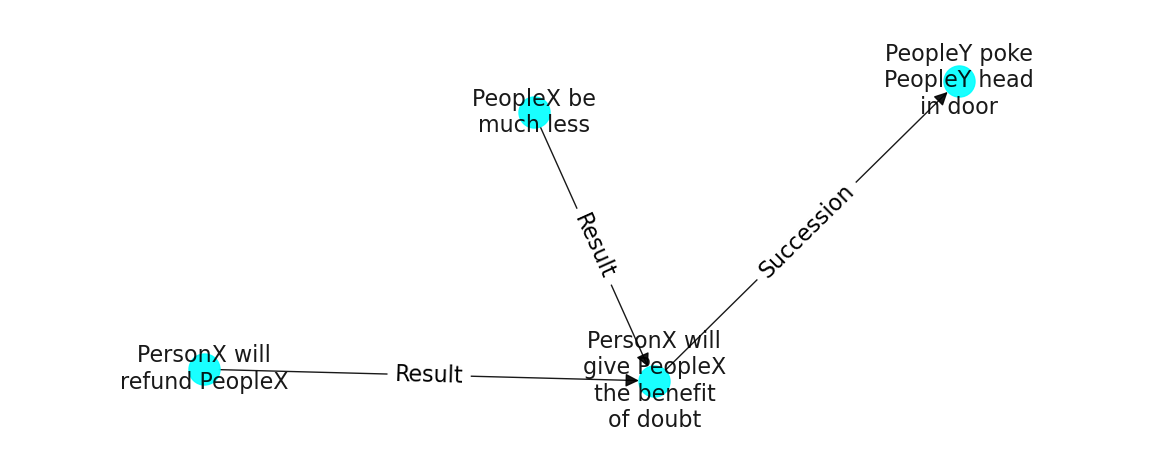 PeopleY poke
PeopleY head
in door
PeopleX be
much less
Succession
Result
PersonX will
give PeopleX
the benefit
of doubt
PersonX will
refund PeopleX
Result